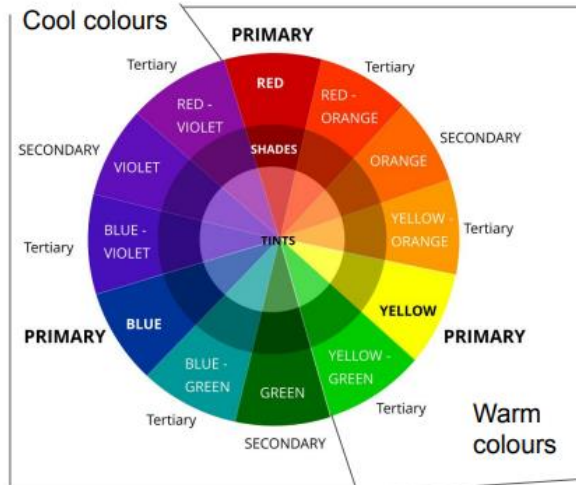 Cool colours
PRIMARY
Tertiary
RED
Tertiary
RED -
VIOLET
RED -
ORANGE
SECONDARY
SHADES
SECONDARY
VIOLET
ORANGE
BLUE -
VIOLET
TINTS
YELLOW -
ORANGE
Tertiary
Tertiary
PRIMARY
BLUE
YELLOW
PRIMARY
BLUE -
GREEN
YELLOW -
GREEN
GREEN
Tertiary
Tertiary
SECONDARY
Warm
colours